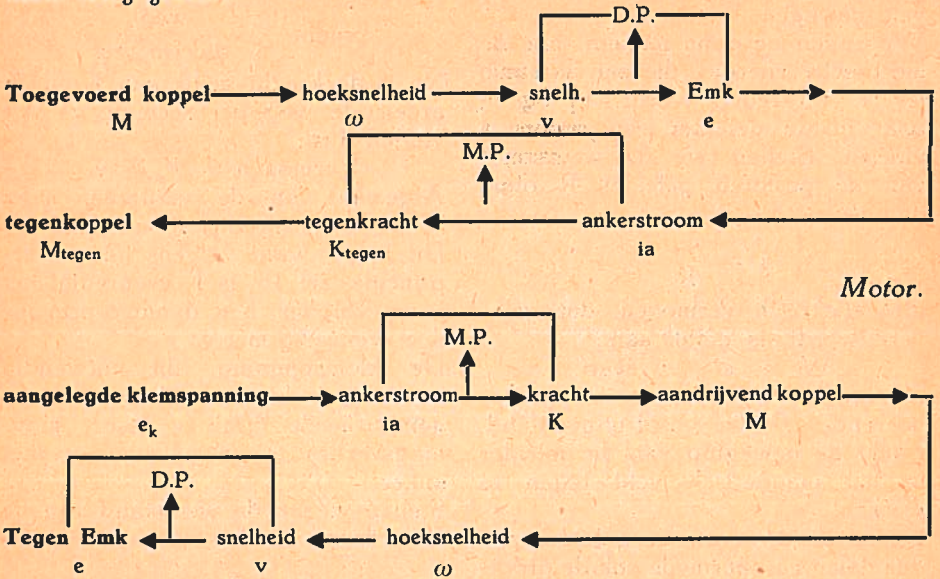 D.P.
Toegevoerd koppel hoeksnelheid snelh. Emk
M ω v e
M.P.
tegenkoppel tegenkracht ankerstroom
Mtegen Ktegen ia
Motor.
M.P.
aangelegde klemspanning ankerstroom kracht aandrijvend koppel
ek ia K M
D.P.
Tegen Emk snelheid hoeksnelheid
e v ω